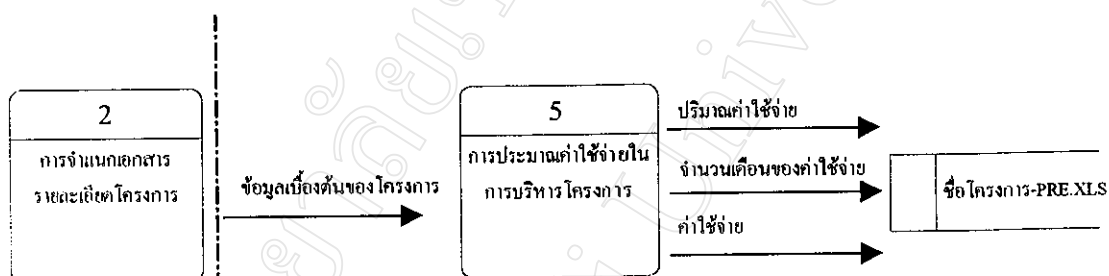 2
การจำแนกเอกสาร
รายละเอียดโครงการ
ข้อมูลเบื้องต้นของโครงการ
5
การประมาณค่าใช้จ่ายใน
การบริหารโครงการ
ปริมาณค่าใช้จ่าย
จำนวนเดือนของค่าใช้จ่าย
ค่าใช้จ่าย
ชื่อโครงการ-PRE.XLS